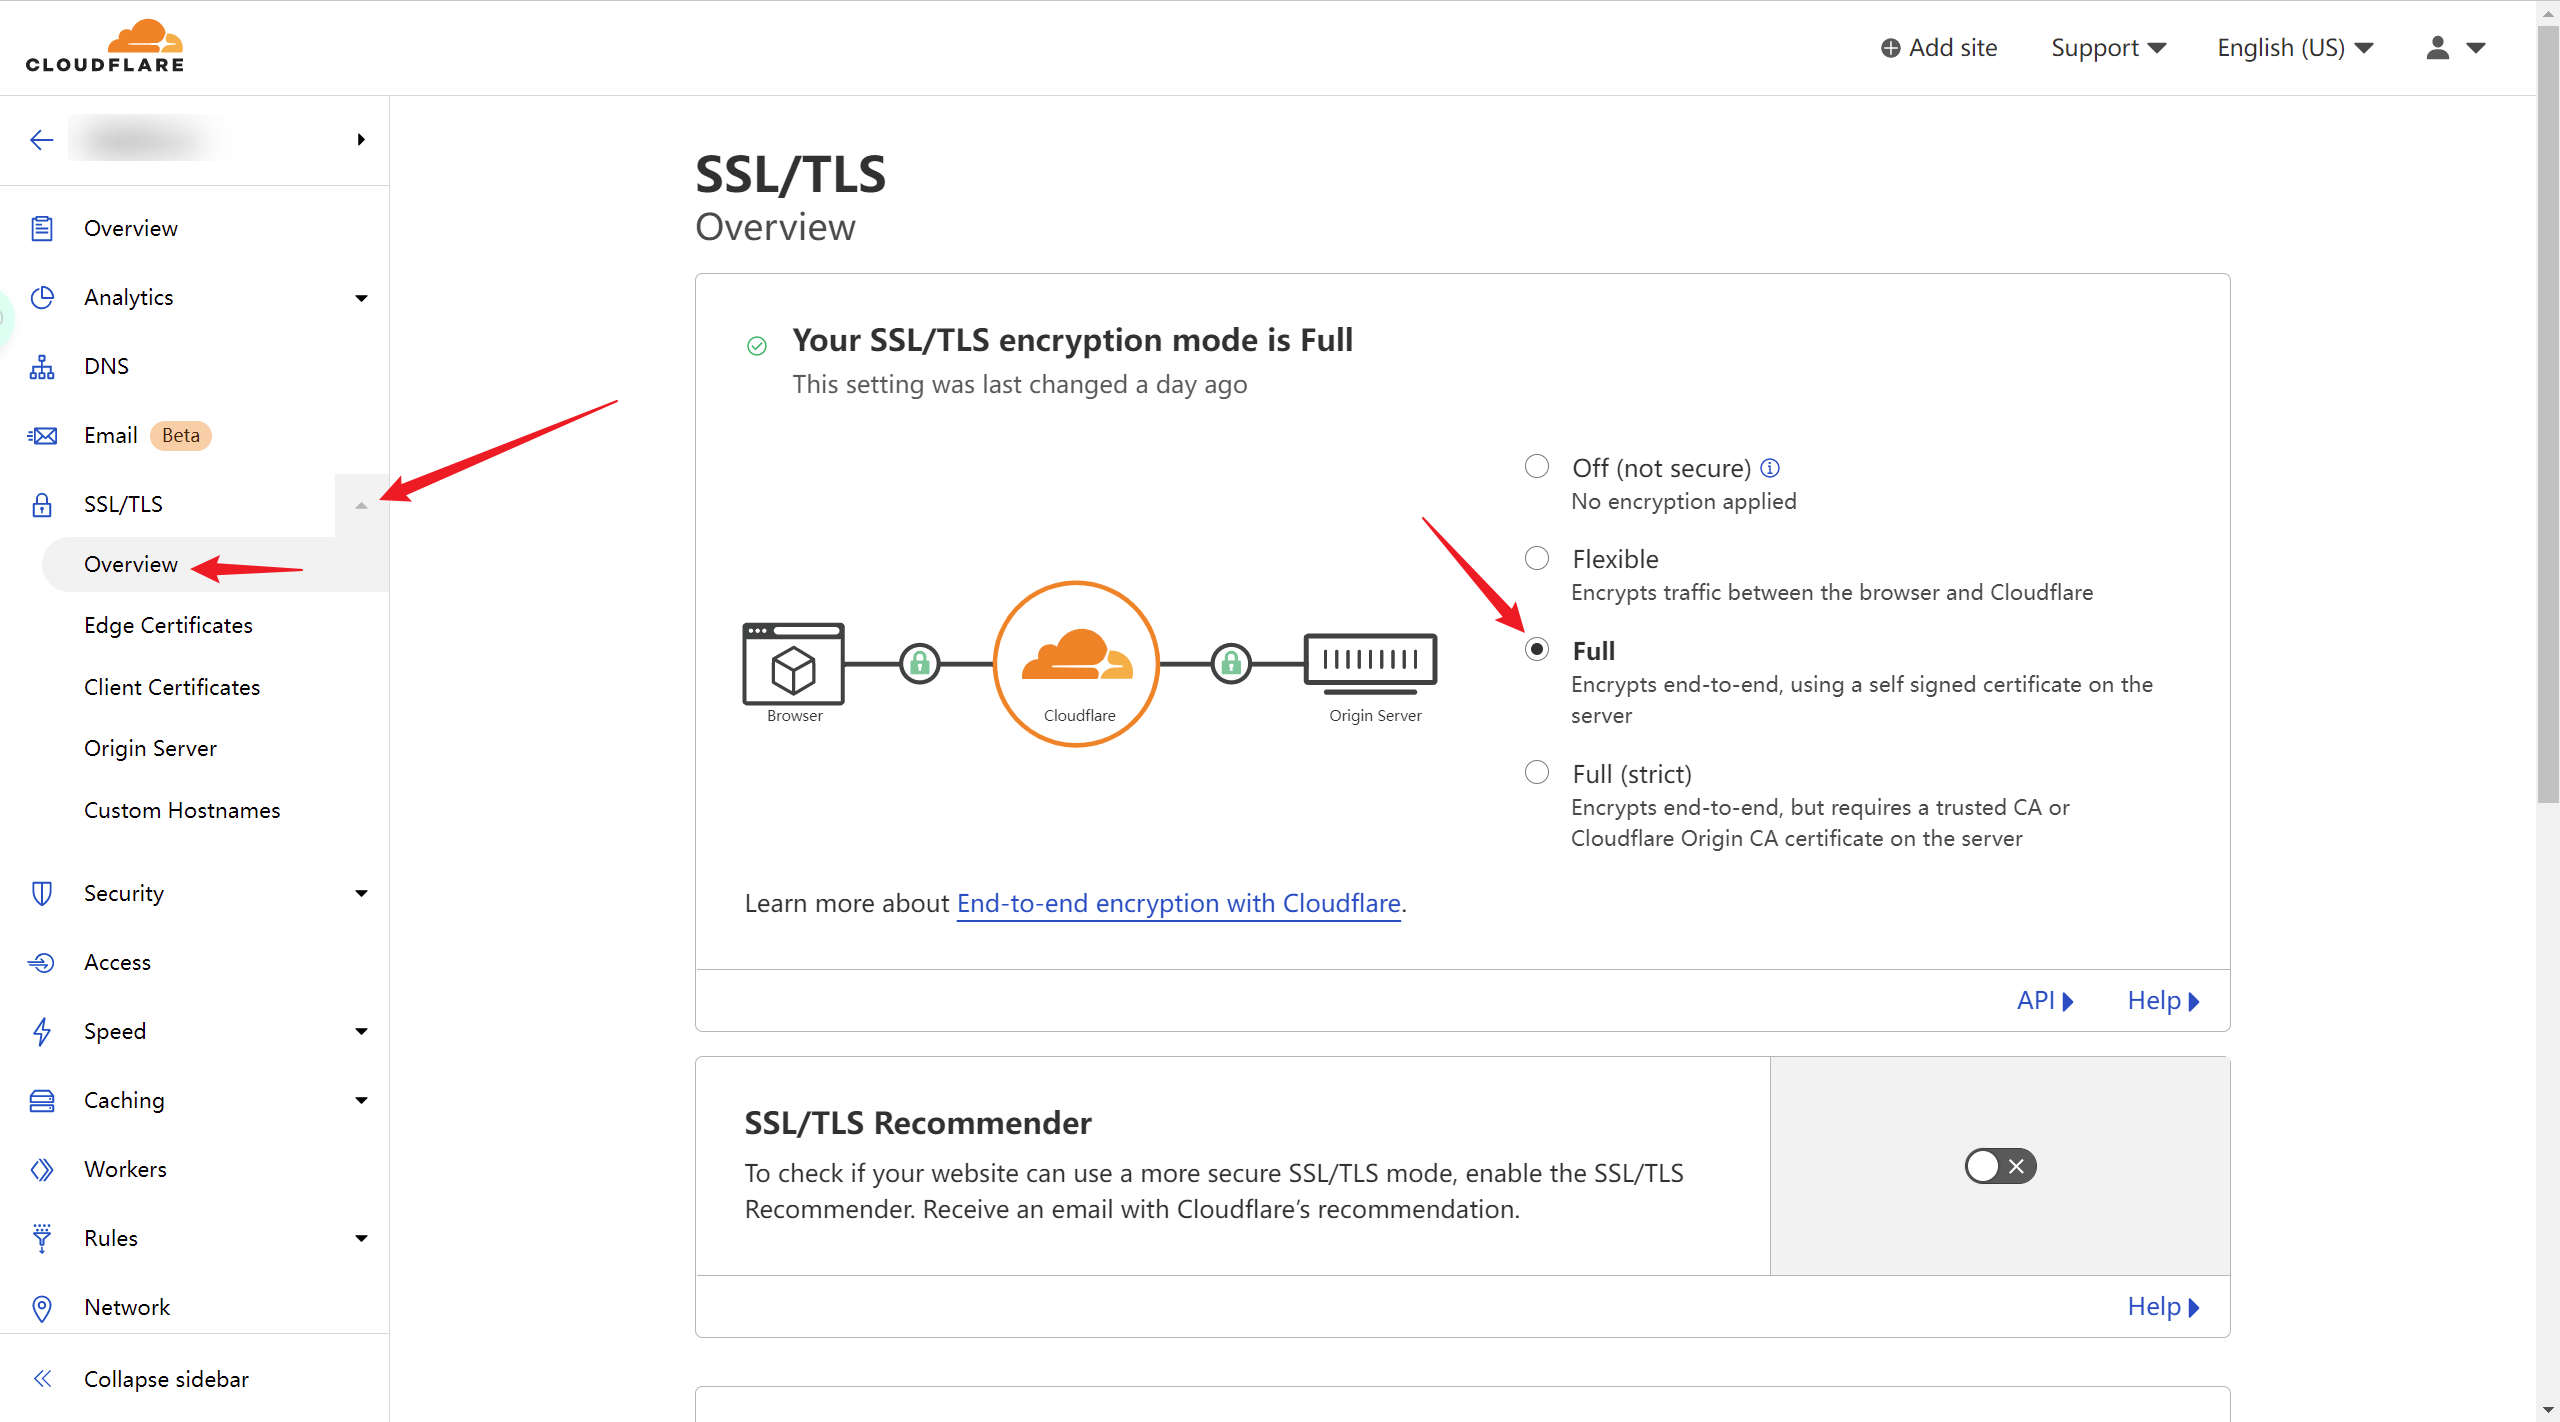 CLOUDFLARE
Add site
Support
English (US)
Overview
Analytics
DNS
Email Beta
SSL/TLS
Overview
Edge Certificates
Client Certificates
Origin Server
Custom Hostnames
Security
Access
Speed
Caching
Workers
Rules
Network
Collapse sidebar
SSL/TLS
Overview
Your SSL/TLS encryption mode is Full
This setting was last changed a day ago
Browser
Cloudflare
Origin Server
Off (not secure)
No encryption applied
Flexible
Encrypts traffic between the browser and Cloudflare
Full
Encrypts end-to-end, using a self signed certificate on the
server
Full (strict)
Encrypts end-to-end, but requires a trusted CA or
Cloudflare Origin CA certificate on the server
Learn more about End-to-end encryption with Cloudflare.
API
Help
SSL/TLS Recommender
To check if your website can use a more secure SSL/TLS mode, enable the SSL/TLS
Recommender. Receive an email with Cloudflare’s recommendation.
Help